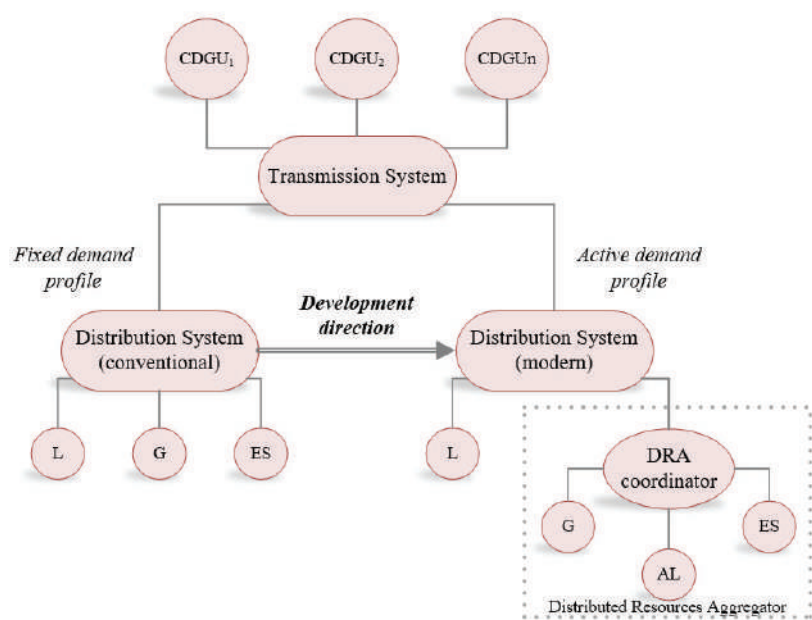 CDGU₁
CDGU₂
CDGUn
Transmission System
Fixed demand
profile
Active demand
profile
Development
direction
Distribution System
(conventional)
Distribution System
(modern)
L
G
ES
L
DRA
coordinator
G
ES
AL
Distributed Resources Aggregator